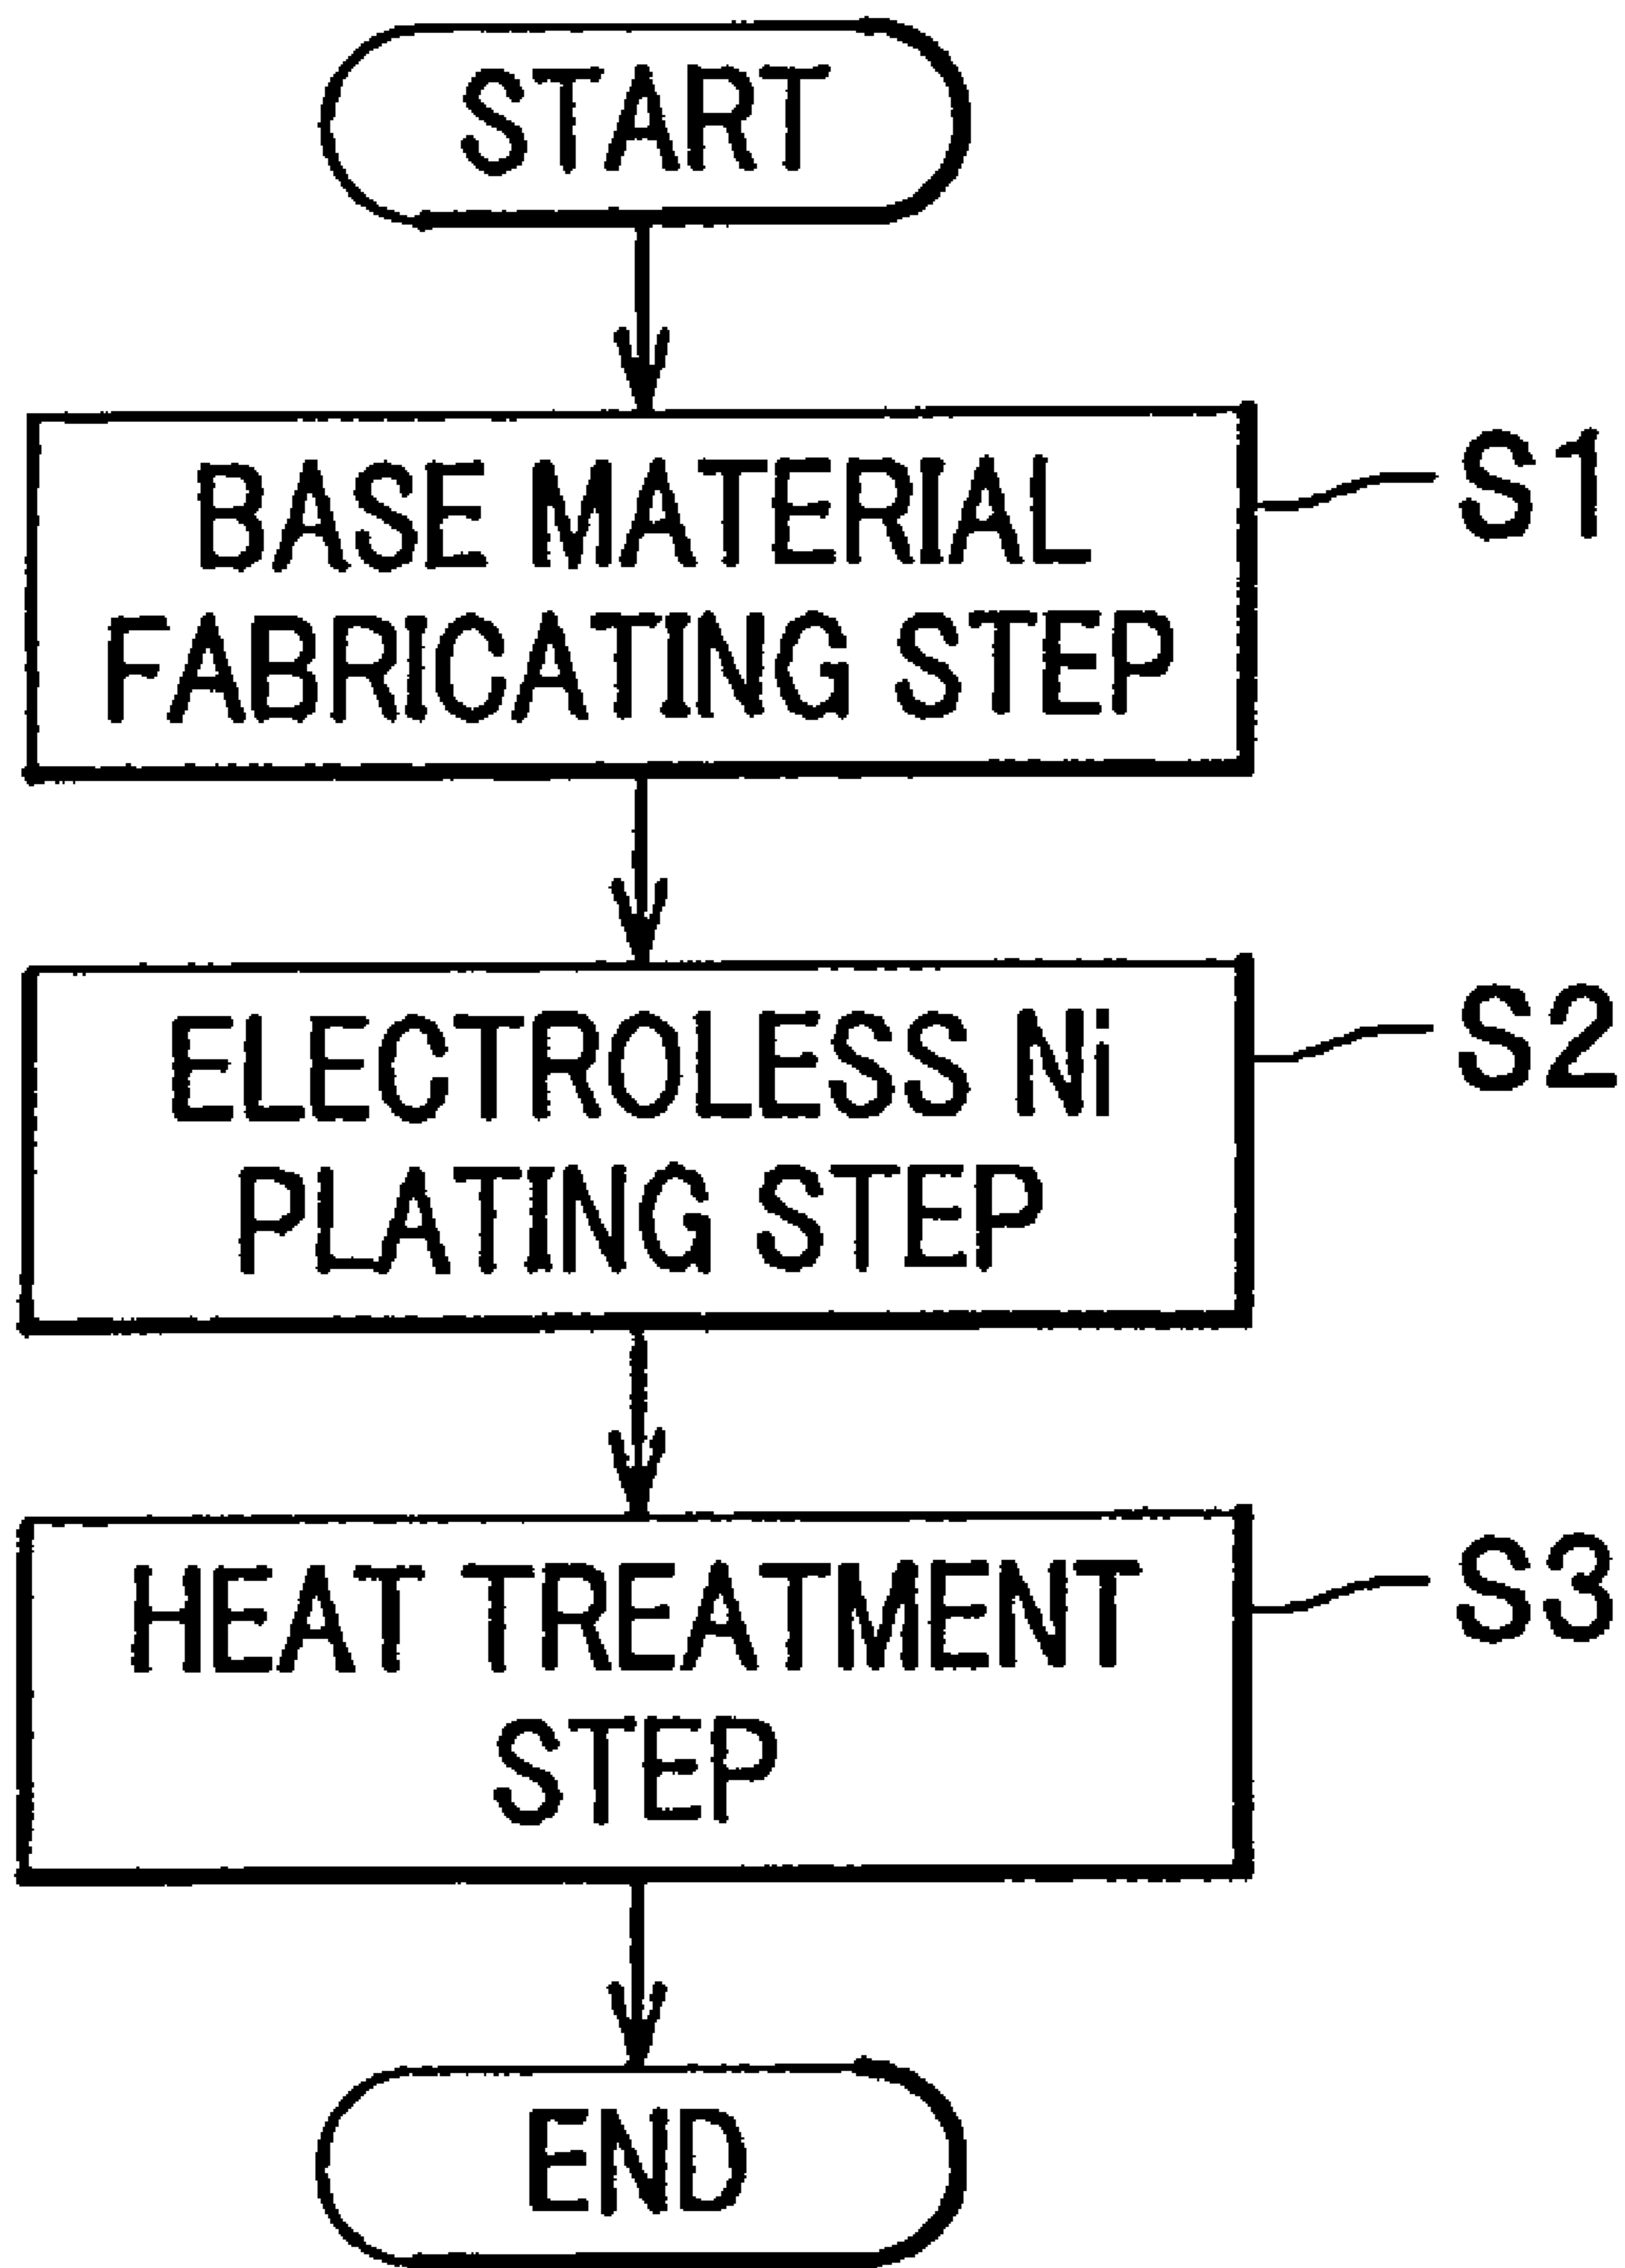 START
BASE MATERIAL
FABRICATING STEP
S1
ELECTROLESS Ni
PLATING STEP
S2
HEAT TREATMENT
STEP
S3
END